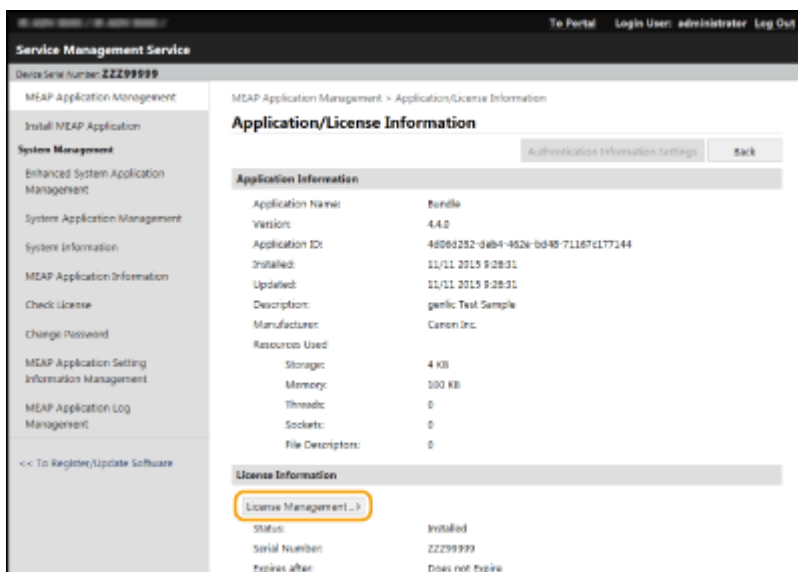 To Portal Login User: administrator Log Out
Service Management Service
Device Serial Number: ZZZ99999
MEAP Application Management
Install MEAP Application
System Management
Enhanced System Application
Management
System Application Management
System Information
MEAP Application Information
Check License
Change Password
MEAP Application Setting
Information Management
MEAP Application Log
Management
<< To Register/Update Software
MEAP Application Management > Application/License Information
Application/License Information
Authentication Information Settings Back
Application Information
Application Name: Bundle
Version: 4.4.0
Application ID:
Installed: 11/11 2015 9:28:31
Updated: 11/11 2015 9:28:31
Description: genlic Test Sample
Manufacturer: Canon Inc.
Resources Used
Storage: 4 KB
Memory: 100 KB
Threads: 0
Sockets: 0
File Descriptors: 0
License Information
License Management...
Status: Installed
Serial Number: ZZZ99999
Expires after: Does not Expire